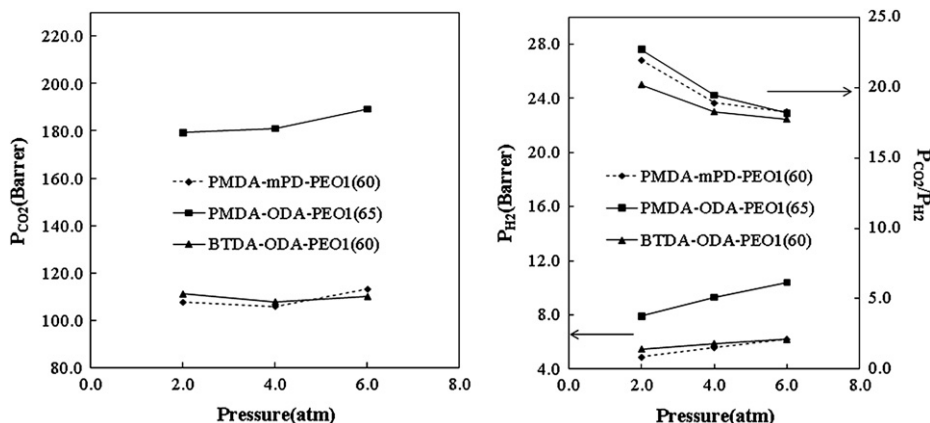 220.0
200.0
180.0
160.0
140.0
120.0
100.0
80.0
P_CO2(Barrer)
PMDA-mPD-PEO1(60)
PMDA-ODA-PEO1(65)
BTDA-ODA-PEO1(60)
0.0 2.0 4.0 6.0 8.0
Pressure(atm)
28.0
24.0
20.0
16.0
12.0
8.0
4.0
P_H2(Barrer)
PMDA-mPD-PEO1(60)
PMDA-ODA-PEO1(65)
BTDA-ODA-PEO1(60)
25.0
20.0
15.0
10.0
5.0
0.0
P_CO2/P_H2
0.0 2.0 4.0 6.0 8.0
Pressure(atm)